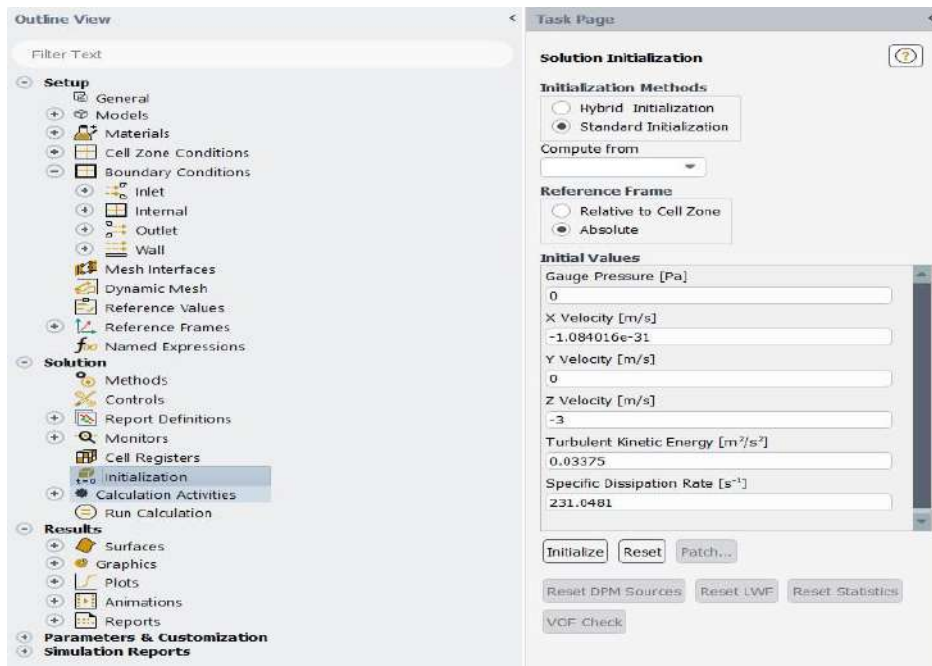 Outline View
Filter Text
Setup
General
Models
Materials
Cell Zone Conditions
Boundary Conditions
Inlet
Internal
Outlet
Wall
Mesh Interfaces
Dynamic Mesh
Reference Values
Reference Frames
Named Expressions
Solution
Methods
Controls
Report Definitions
Monitors
Cell Registers
t=0 Initialization
Calculation Activities
Run Calculation
Results
Surfaces
Graphics
Plots
Animations
Reports
Parameters & Customization
Simulation Reports
Task Page
Solution Initialization
Initialization Methods
Hybrid Initialization
Standard Initialization
Compute from
Reference Frame
Relative to Cell Zone
Absolute
Initial Values
Gauge Pressure [Pa]
0
X Velocity [m/s]
-1.084016e-31
Y Velocity [m/s]
0
Z Velocity [m/s]
-3
Turbulent Kinetic Energy [m²/s²]
0.03375
Specific Dissipation Rate [s⁻¹]
231.0481
Initialize Reset Patch...
Reset DPM Sources Reset LWF Reset Statistics
VOF Check